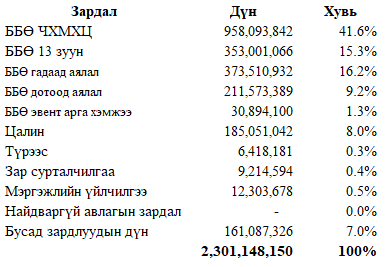 Зардал Дүн Хувь
ББӨ ЧХМХЦ 958,093,842 41.6%
ББӨ 13 зуун 353,001,066 15.3%
ББӨ гадаад аялал 373,510,932 16.2%
ББӨ дотоод аялал 211,573,389 9.2%
ББӨ эвент арга хэмжээ 30,894,100 1.3%
Цалин 185,051,042 8.0%
Түрээс 6,418,181 0.3%
Зар сурталчилгаа 9,214,594 0.4%
Мэргэжлийн үйлчилгээ 12,303,678 0.5%
Найдваргүй авлагын зардал - 0.0%
Бусад зардлуудын дүн 161,087,326 7.0%
2,301,148,150 100%